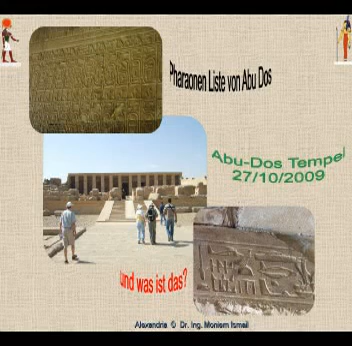 Pharaonen Liste von Abu Dos
Abu-Dos Tempel
27/10/2009
und was ist das?
Alexandria © Dr. Ing. Moniem Ismail